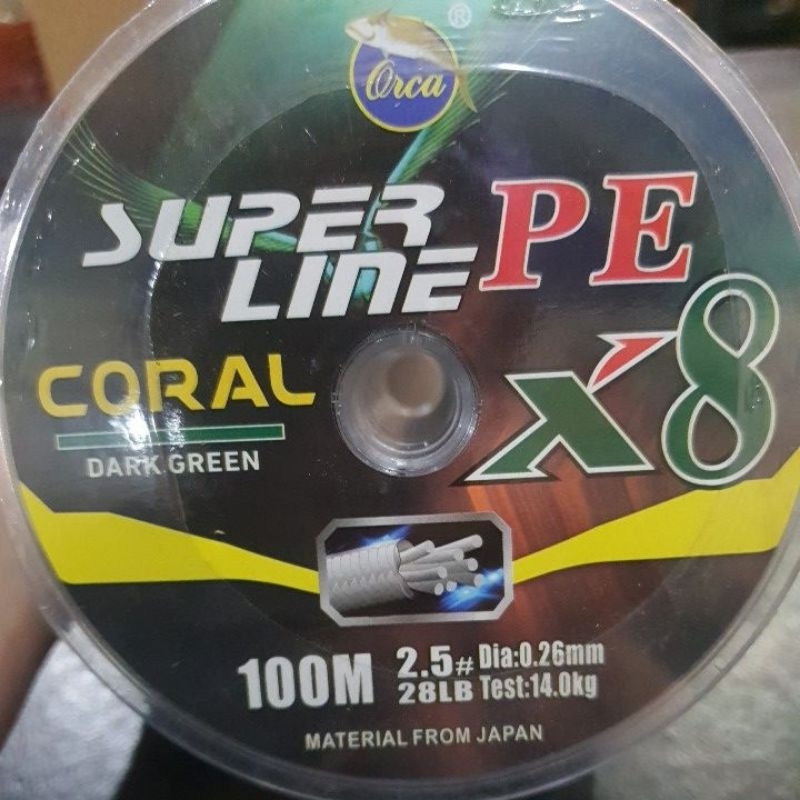 ®
Orca
SUPER LINE PE
X8
CORAL
DARK GREEN
100M 2.5# Dia:0.26mm
28LB Test:14.0kg
MATERIAL FROM JAPAN